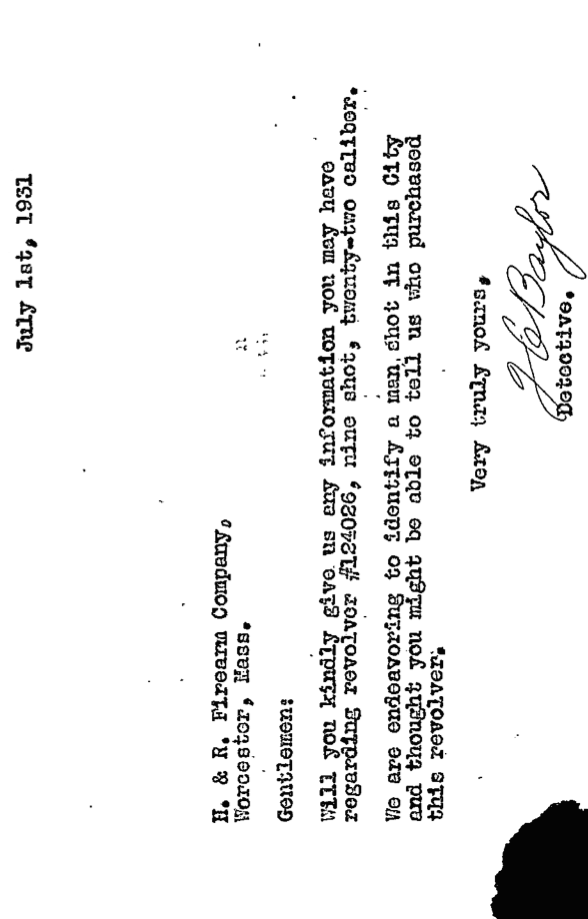 July 1st, 1931
H. & R. Firearm Company,
Worcester, Mass.
Gentlemen:
Will you kindly give us any information you may have
regarding revolver #124026, nine shot, twenty-two caliber.
We are endeavoring to identify a man shot in this City
and thought you might be able to tell us who purchased
this revolver.
Very truly yours,
J C Baylor
Detective.